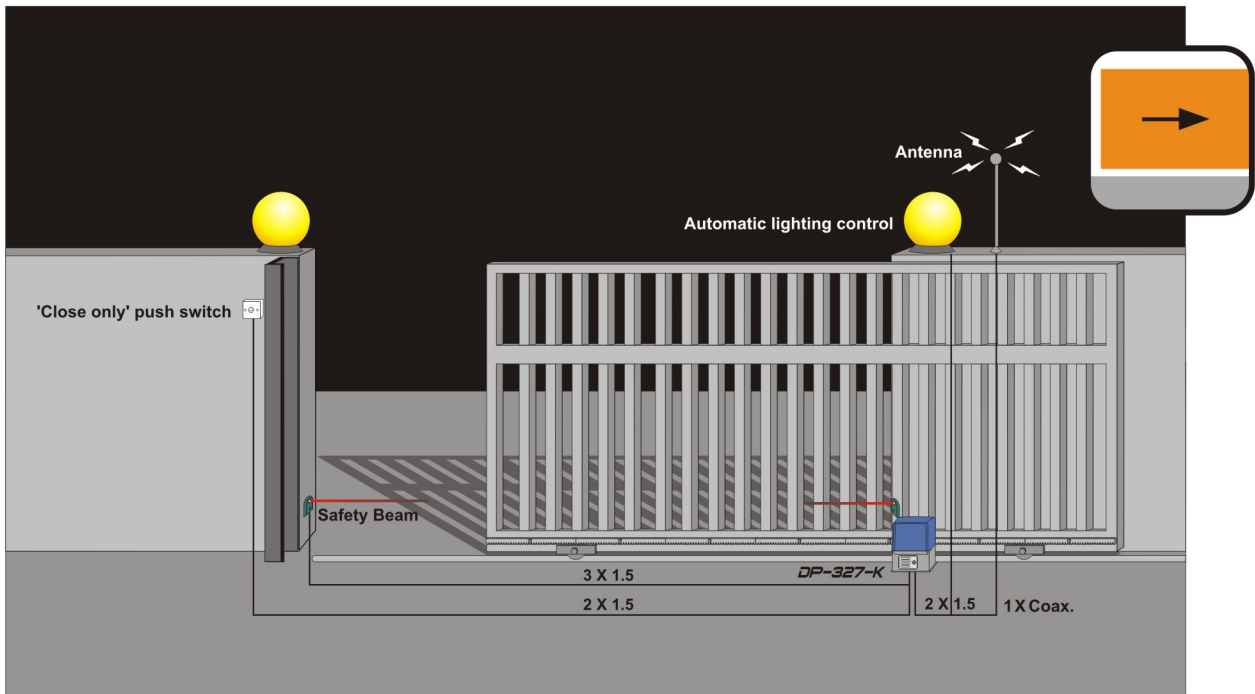 Antenna
Automatic lighting control
'Close only' push switch
Safety Beam
DP-327-K
3 X 1.5
2 X 1.5
2 X 1.5
1 X Coax.